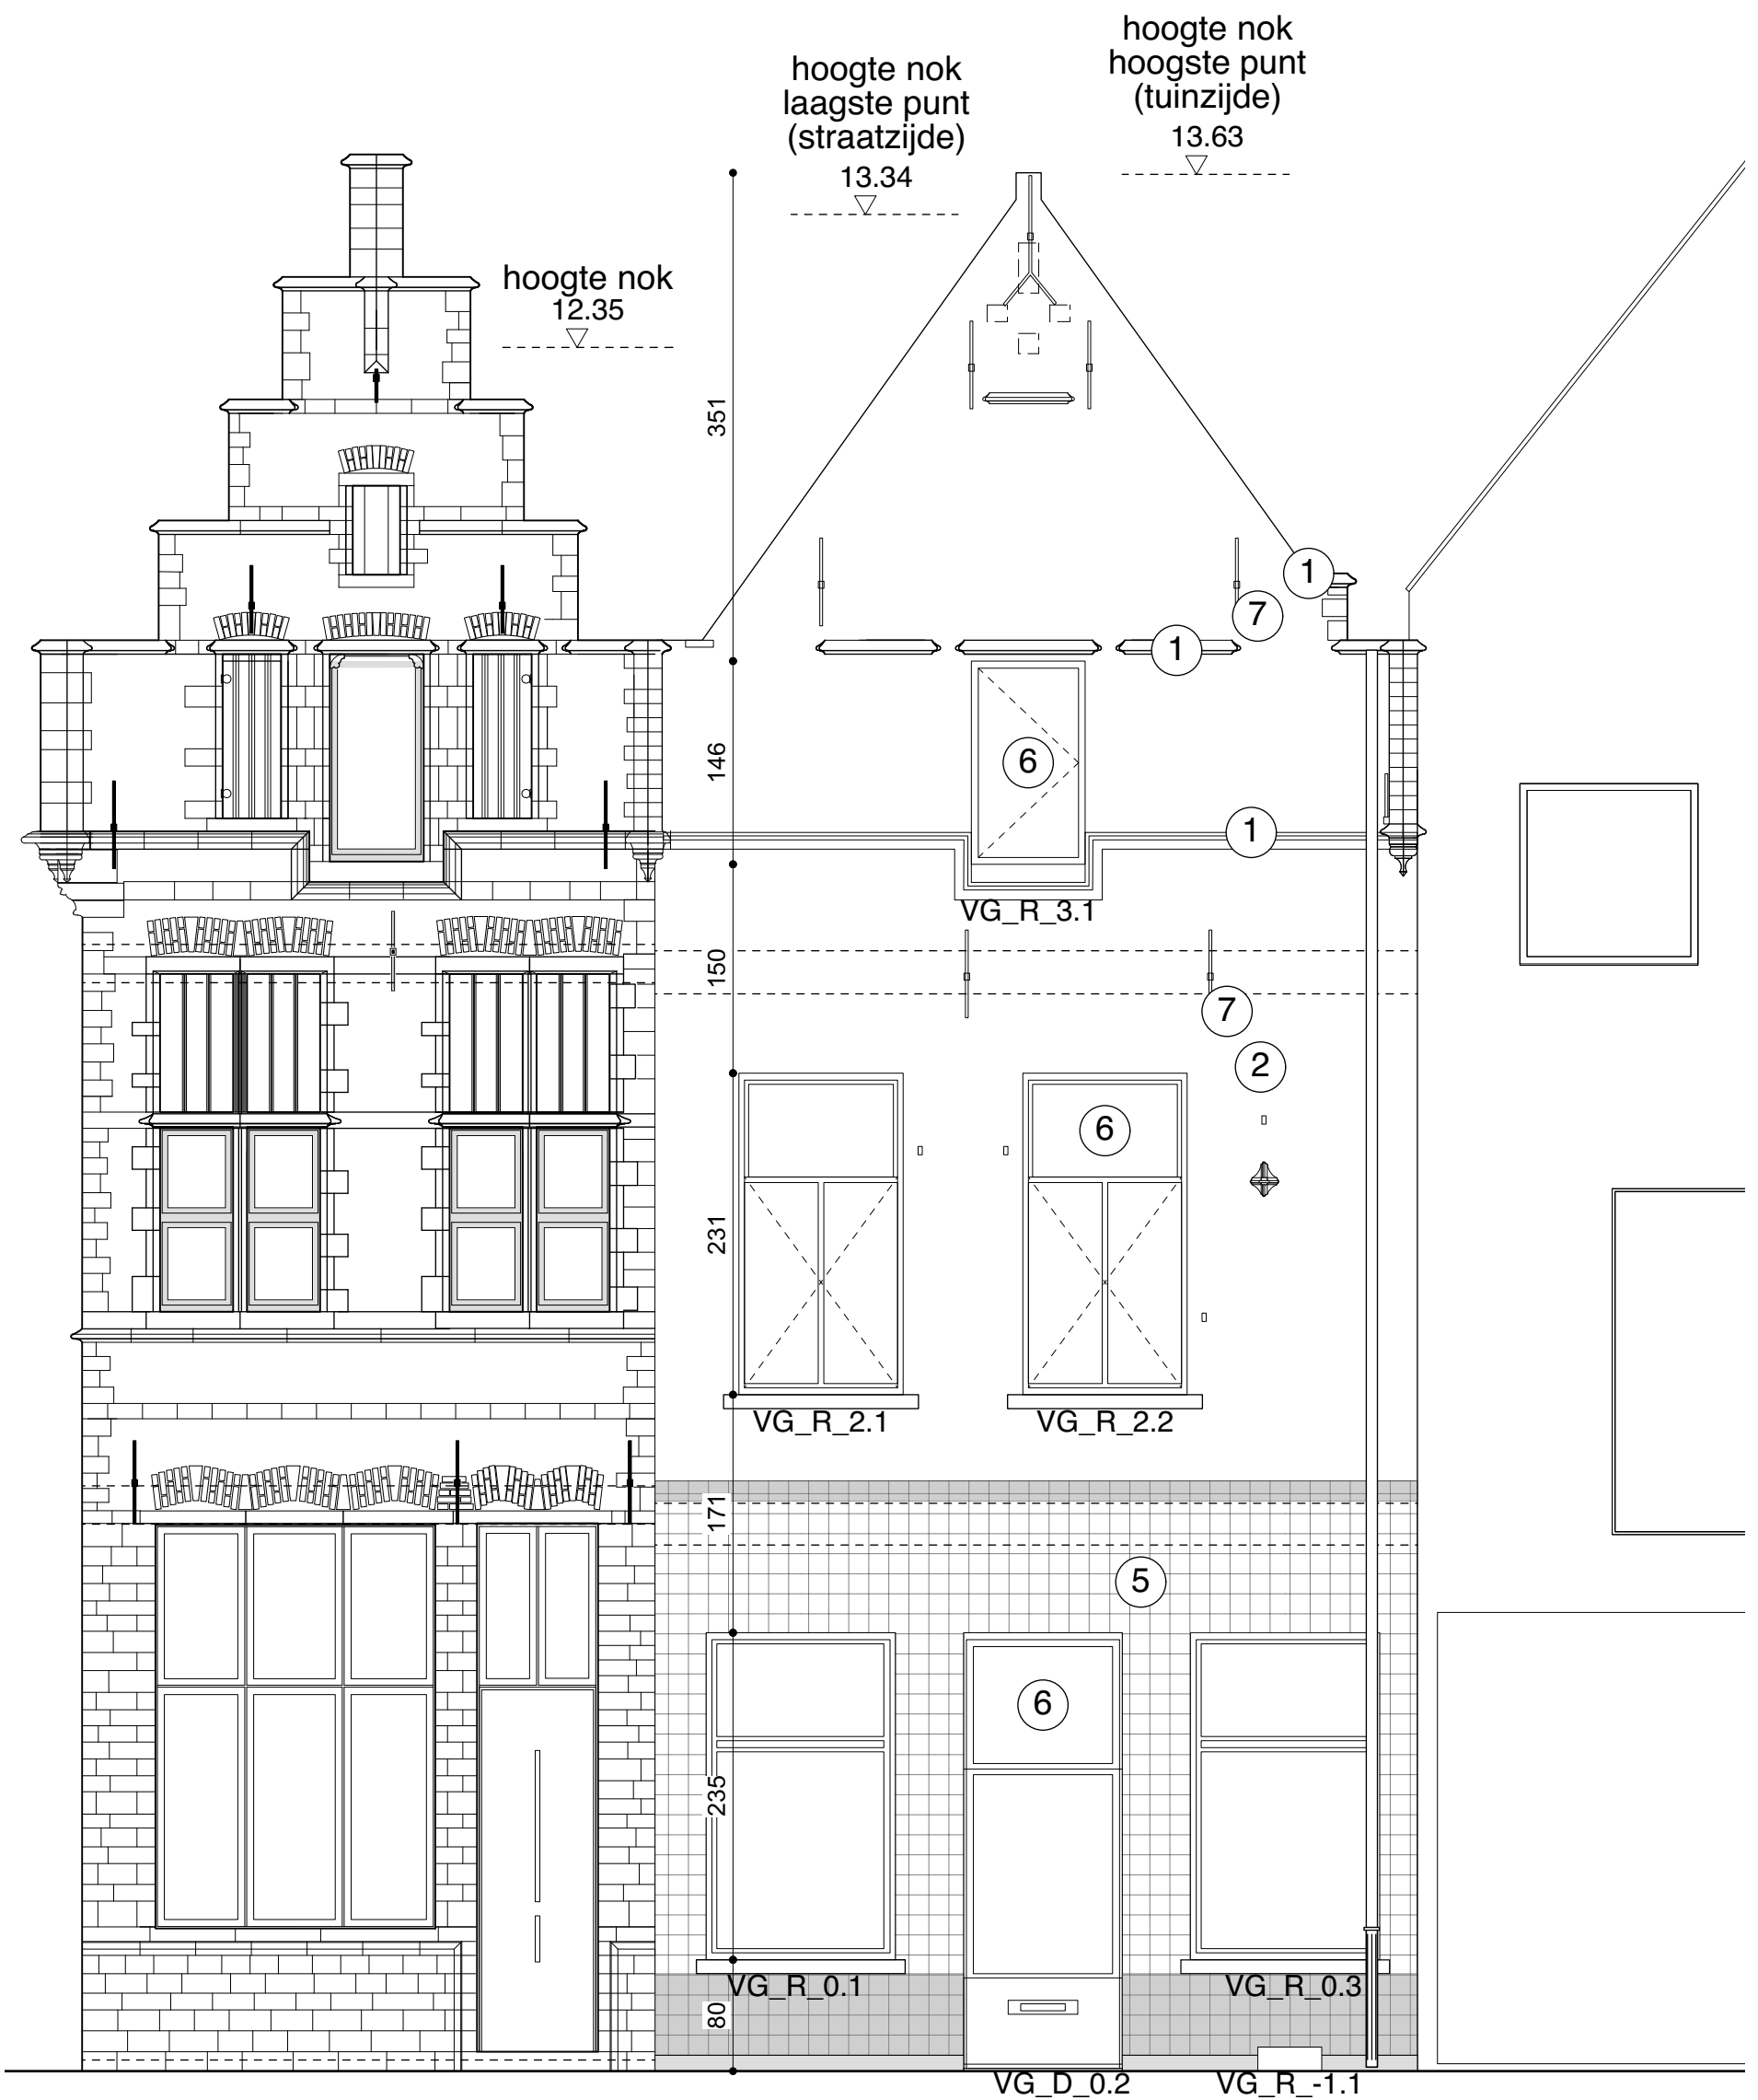 hoogte nok
hoogste punt
(tuinzijde)
13.63
hoogte nok
laagste punt
(straatzijde)
13.34
hoogte nok
12.35
351
1
7
1
146
6
1
VG_R_3.1
150
7
2
6
231
VG_R_2.1
VG_R_2.2
171
5
6
235
VG_R_0.1
VG_R_0.3
80
VG_D_0.2
VG_R_-1.1